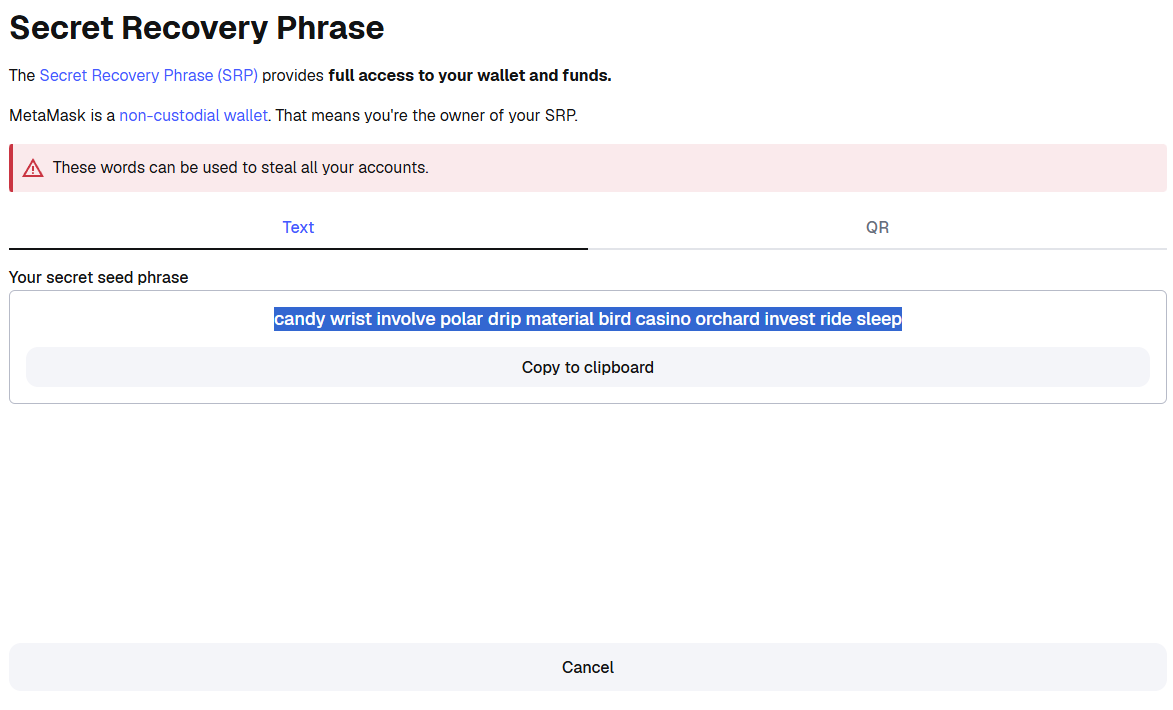 Secret Recovery Phrase
The Secret Recovery Phrase (SRP) provides full access to your wallet and funds.
MetaMask is a non-custodial wallet. That means you're the owner of your SRP.
These words can be used to steal all your accounts.
Text
QR
Your secret seed phrase
candy wrist involve polar drip material bird casino orchard invest ride sleep
Copy to clipboard
Cancel